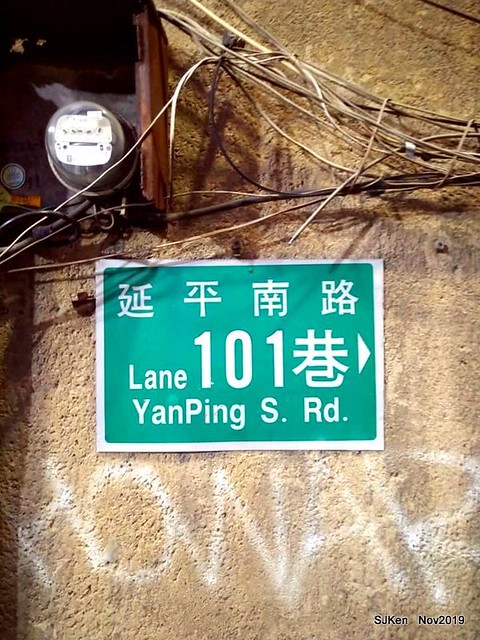 延平南路
Lane 101巷
YanPing S. Rd.
SJKen Nov2019